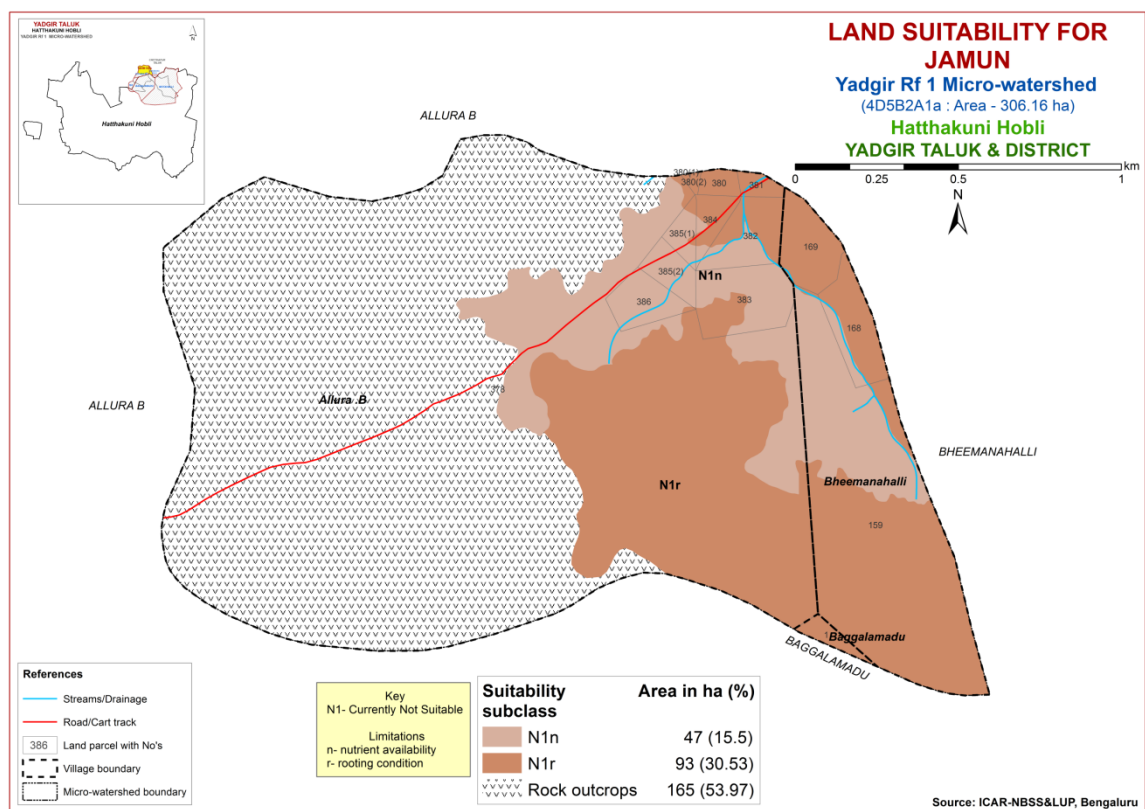 YADGIR TALUK
HATTHAKUNI HOBLI
YADGIR Rf 1 MICRO-WATERSHED
N
Hatthakuni Hobli
LAND SUITABILITY FOR
JAMUN
Yadgir Rf 1 Micro-watershed
(4D5B2A1a : Area - 306.16 ha)
Hatthakuni Hobli
YADGIR TALUK & DISTRICT
km
0 0.25 0.5 1
N
ALLURA B
380(1)
380(2) 380 381
384
385(1) 382 169
385(2) N1n
386 383
168
378
ALLURA B
Allura .B
BHEEMANAHALLI
N1r
Bheemanahalli
159
Baggalamadu
BAGGALAMADU
References
Streams/Drainage
Road/Cart track
386 Land parcel with No's
Village boundary
Micro-watershed boundary
Key
N1- Currently Not Suitable
Limitations
n- nutrient availability
r- rooting condition
Suitability subclass Area in ha (%)
N1n 47 (15.5)
N1r 93 (30.53)
Rock outcrops 165 (53.97)
Source: ICAR-NBSS&LUP, Bengaluru